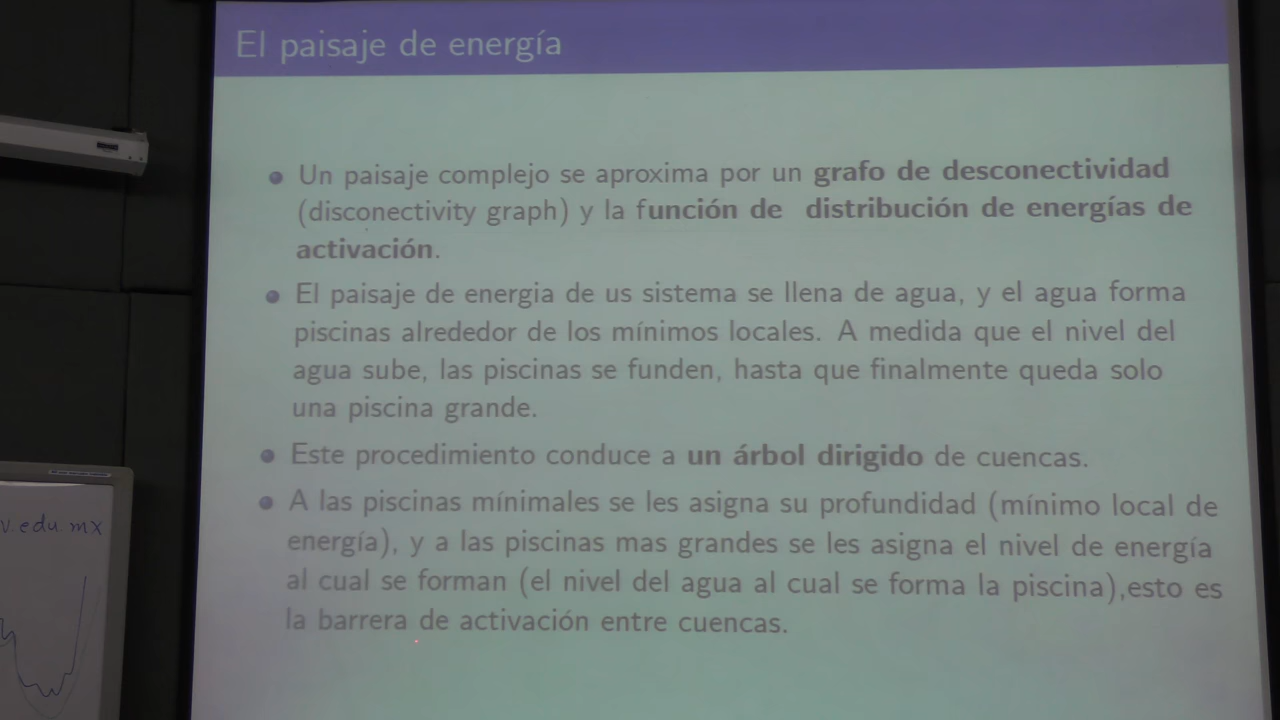 El paisaje de energía
Un paisaje complejo se aproxima por un grafo de desconectividad
(disconectivity graph) y la función de distribución de energías de
activación.
El paisaje de energia de us sistema se llena de agua, y el agua forma
piscinas alrededor de los mínimos locales. A medida que el nivel del
agua sube, las piscinas se funden, hasta que finalmente queda solo
una piscina grande.
Este procedimiento conduce a un árbol dirigido de cuencas.
A las piscinas mínimales se les asigna su profundidad (mínimo local de
energía), y a las piscinas mas grandes se les asigna el nivel de energía
al cual se forman (el nivel del agua al cual se forma la piscina),esto es
la barrera de activación entre cuencas.
v.edu.mx